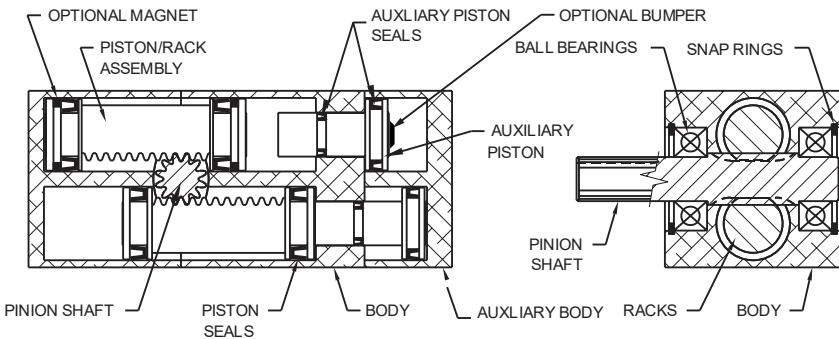 OPTIONAL MAGNET
PISTON/RACK
ASSEMBLY
AUXLIARY PISTON
SEALS
OPTIONAL BUMPER
BALL BEARINGS
SNAP RINGS
AUXILIARY
PISTON
PINION
SHAFT
PINION SHAFT
PISTON
SEALS
BODY
AUXLIARY BODY
RACKS
BODY